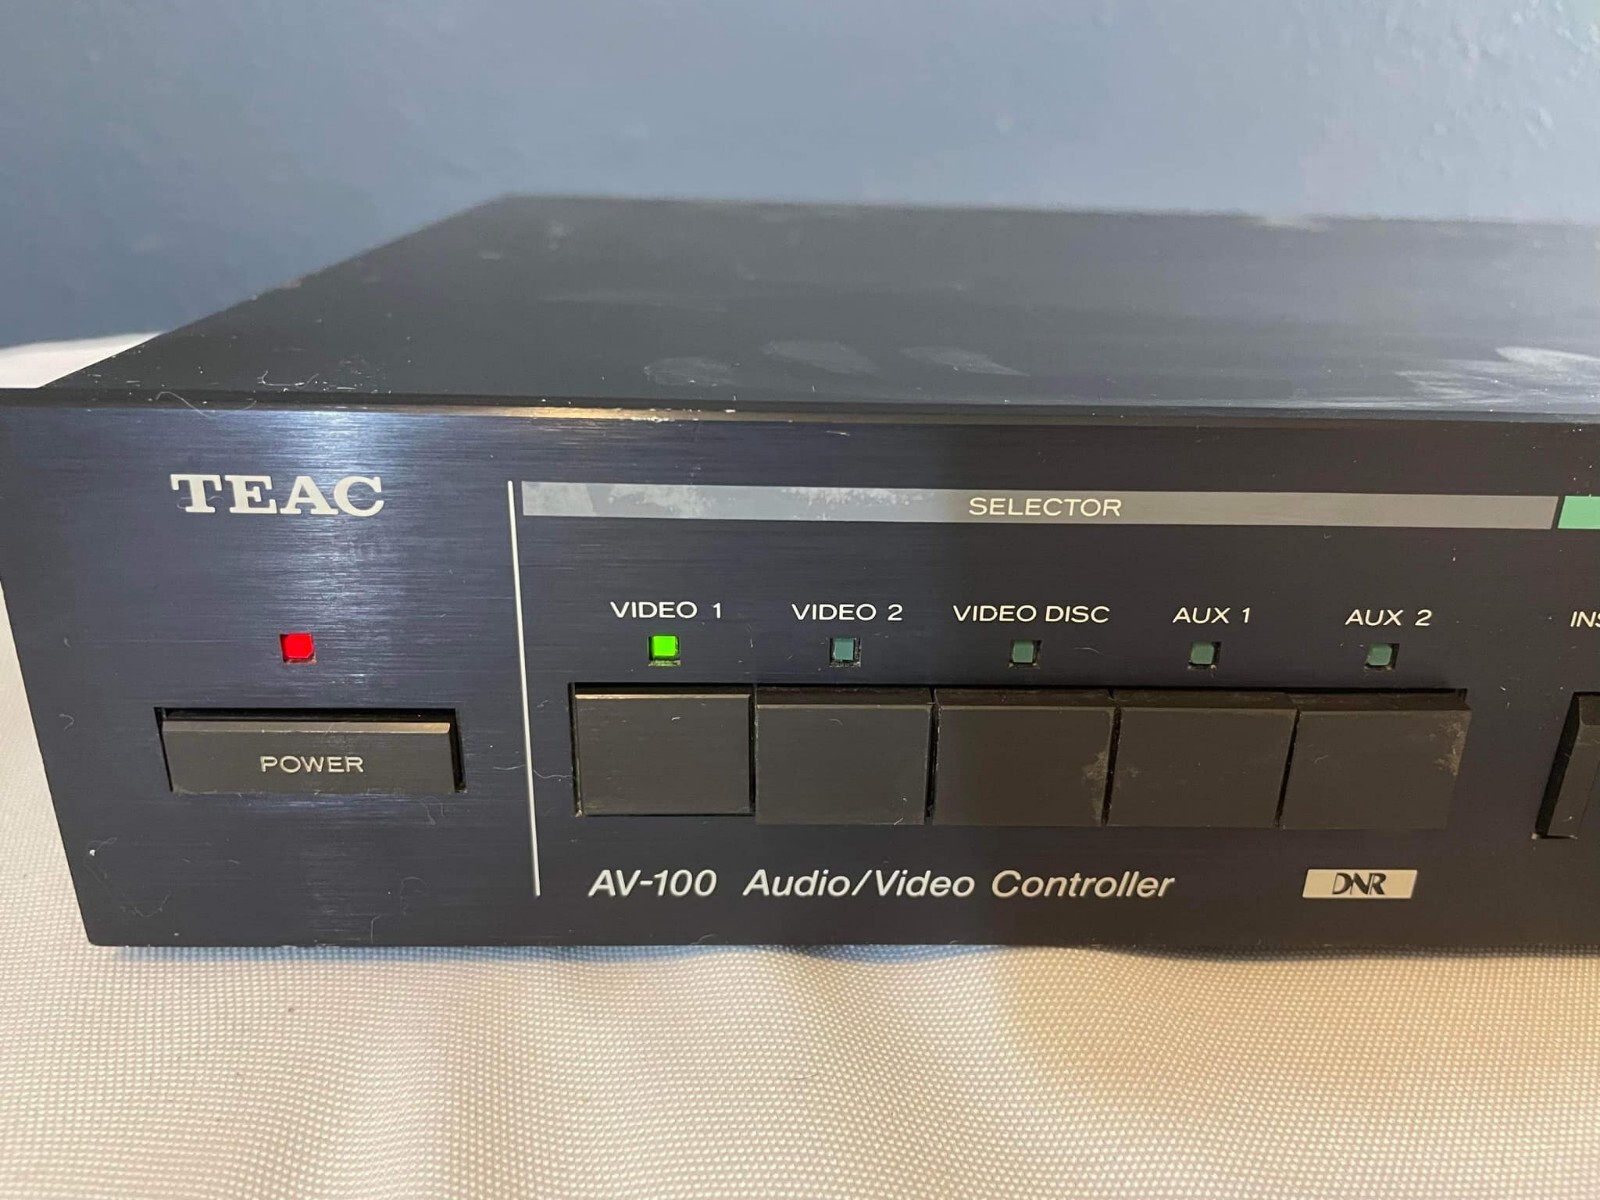 TEAC
SELECTOR
VIDEO 1 VIDEO 2 VIDEO DISC AUX 1 AUX 2
POWER
AV-100 Audio/Video Controller DNR